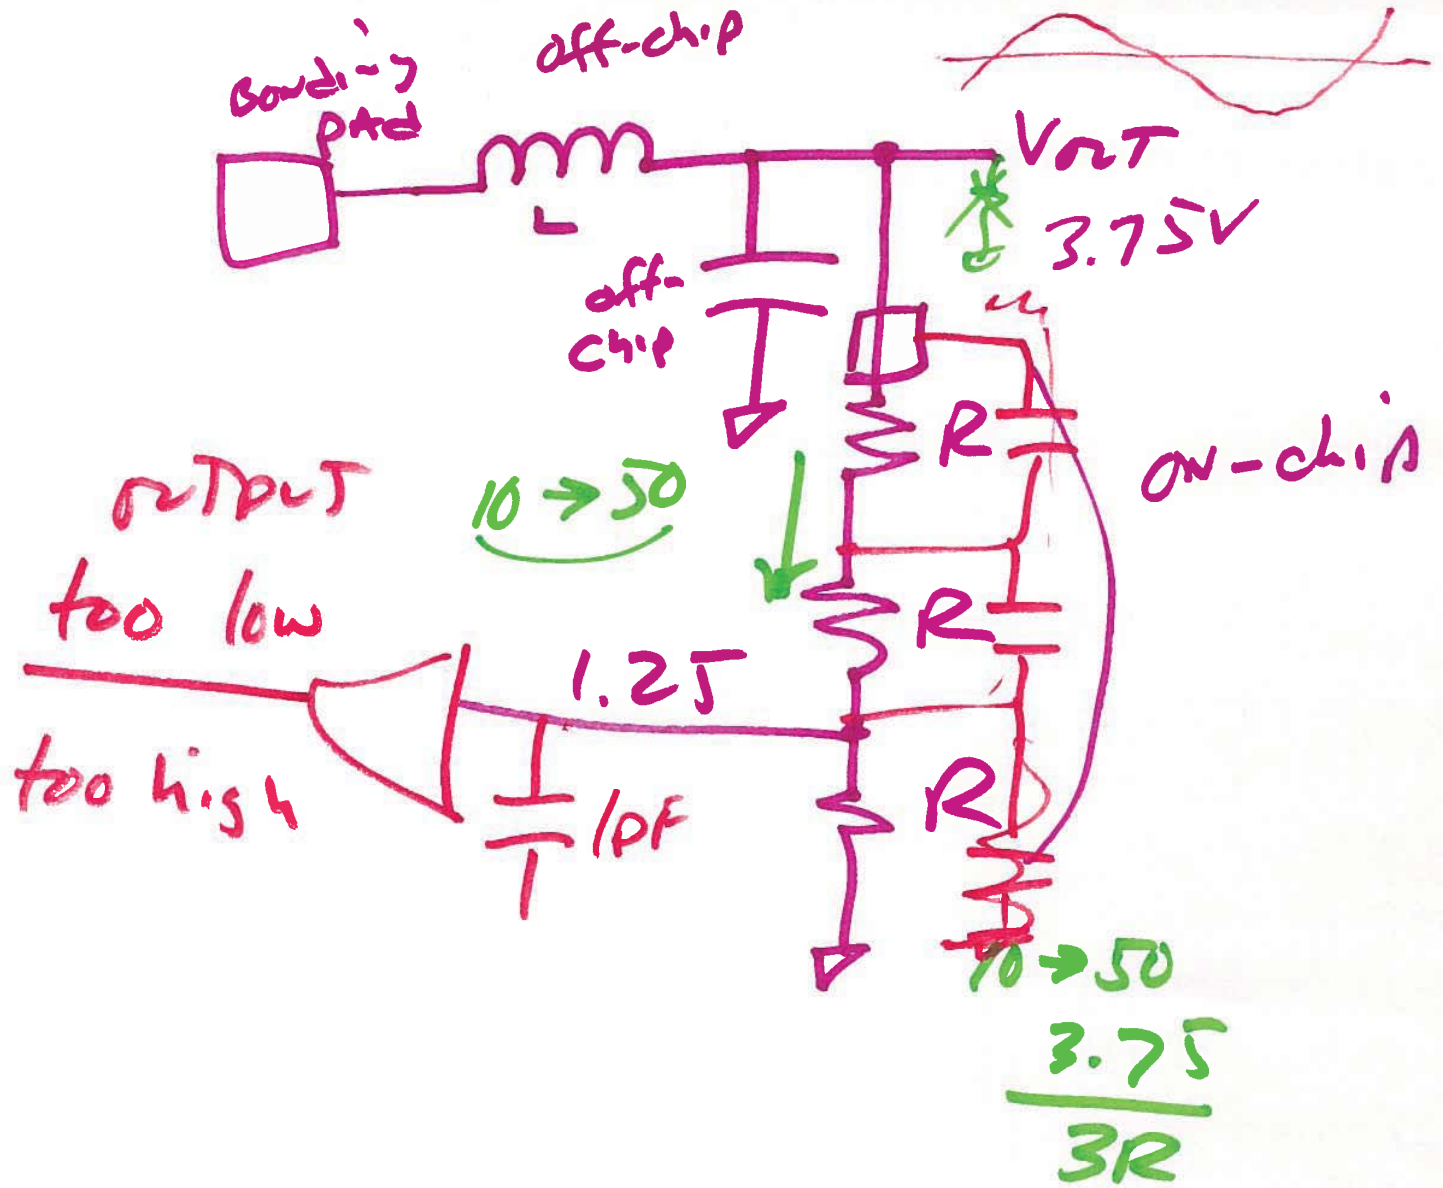 off-chip
Bonding
pad
L
VOUT
3.75V
off-
chip
R
on-chip
OUTPUT
10 → 50
too low
R
1.25
too high
R
1pF
10 → 50
3.75
3R